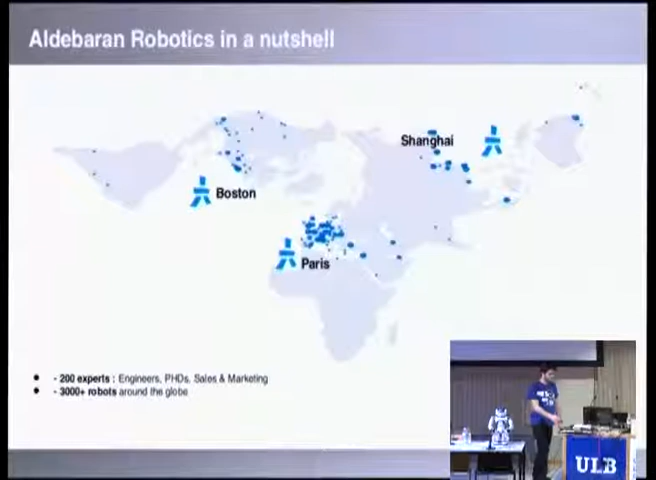 Aldebaran Robotics in a nutshell
Shanghai
Boston
Paris
- 200 experts : Engineers, PHDs, Sales & Marketing
- 3000+ robots around the globe
ULB